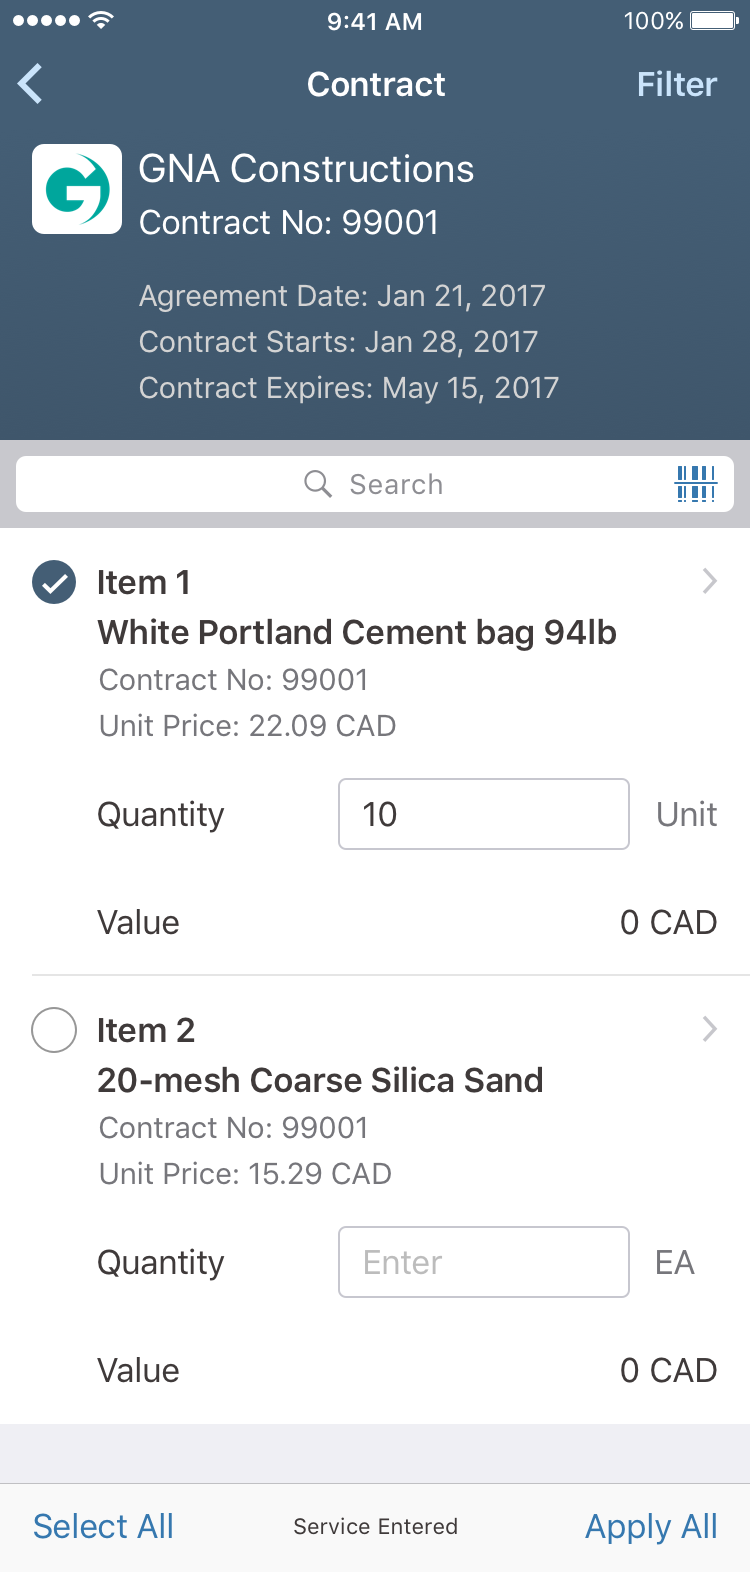 9:41 AM 100%
Contract Filter
GNA Constructions
Contract No: 99001
Agreement Date: Jan 21, 2017
Contract Starts: Jan 28, 2017
Contract Expires: May 15, 2017
Search
Item 1
White Portland Cement bag 94lb
Contract No: 99001
Unit Price: 22.09 CAD
Quantity 10 Unit
Value 0 CAD
Item 2
20-mesh Coarse Silica Sand
Contract No: 99001
Unit Price: 15.29 CAD
Quantity Enter EA
Value 0 CAD
Select All Service Entered Apply All